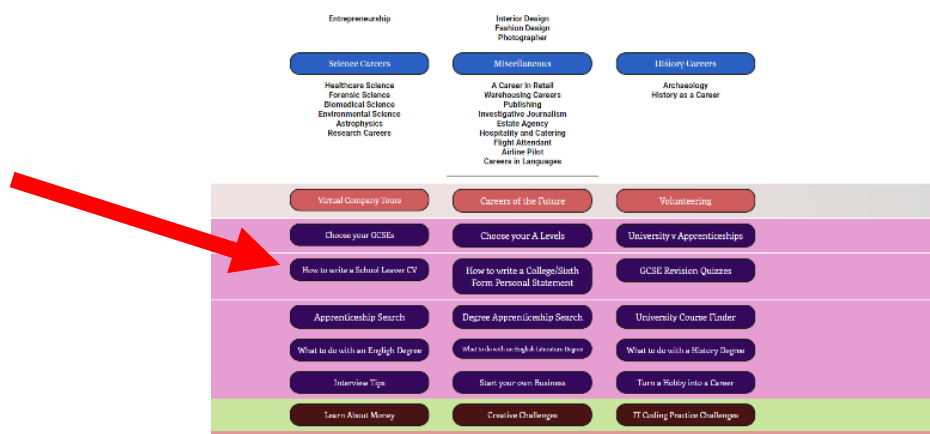 Entrepreneurship
Interior Design
Fashion Design
Photographer
Science Careers
Miscellaneous
History Careers
Healthcare Science
Forensic Science
Biomedical Science
Environmental Science
Astrophysics
Research Careers
A Career in Retail
Warehousing Careers
Publishing
Investigative Journalism
Estate Agency
Hospitality and Catering
Flight Attendant
Airline Pilot
Careers in Languages
Archaeology
History as a Career
Virtual Company Tours
Careers of the Future
Volunteering
Choose your GCSEs
Choose your A Levels
University v Apprenticeships
How to write a School Leaver CV
How to write a College/Sixth
Form Personal Statement
GCSE Revision Quizzes
Apprenticeship Search
Degree Apprenticeship Search
University Course Finder
What to do with an Engligh Degree
What to do with an English Literature Degree
What to do with a History Degree
Interview Tips
Start your own Business
Turn a Hobby into a Career
Learn About Money
Creative Challenges
IT Coding Practice Challenges